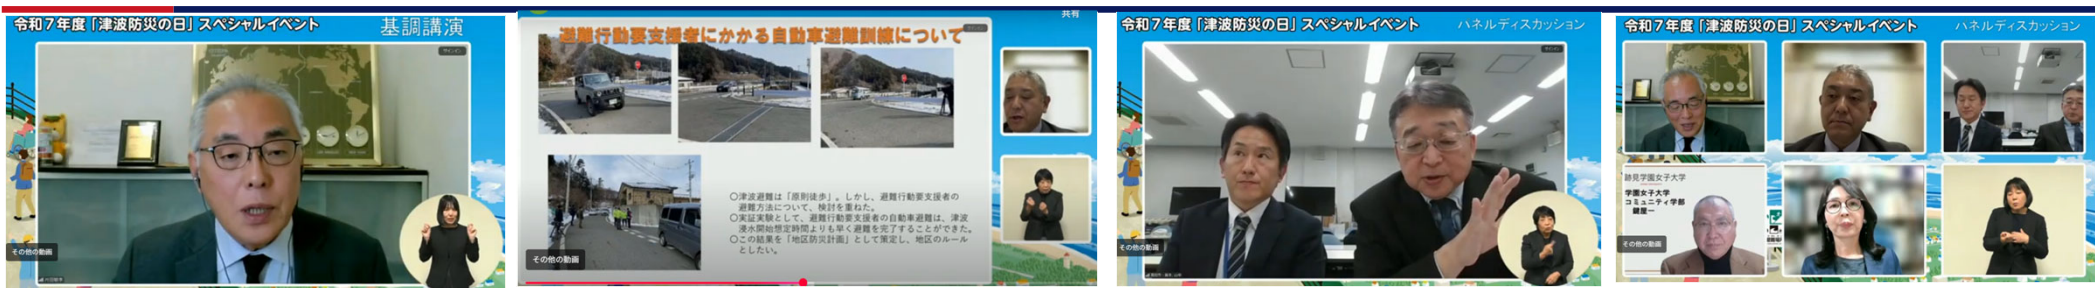 令和7年度「津波防災の日」スペシャルイベント
基調講演
その他の動画
共有
避難行動要支援者にかかる自動車避難訓練について
〇津波避難は「原則徒歩」。しかし、避難行動要支援者の
避難方法について、検討を重ねた。
〇実証実験として、避難行動要支援者の自動車避難は、津波
浸水開始想定時間よりも早く避難を完了することができた。
〇この結果を「地区防災計画」として策定し、地区のルール
としたい。
その他の動画
令和7年度「津波防災の日」スペシャルイベント
パネルディスカッション
その他の動画
令和7年度「津波防災の日」スペシャルイベント
パネルディスカッション
跡見学園女子大学
学園女子大学
コミュニティ学部
鍵屋一
その他の動画